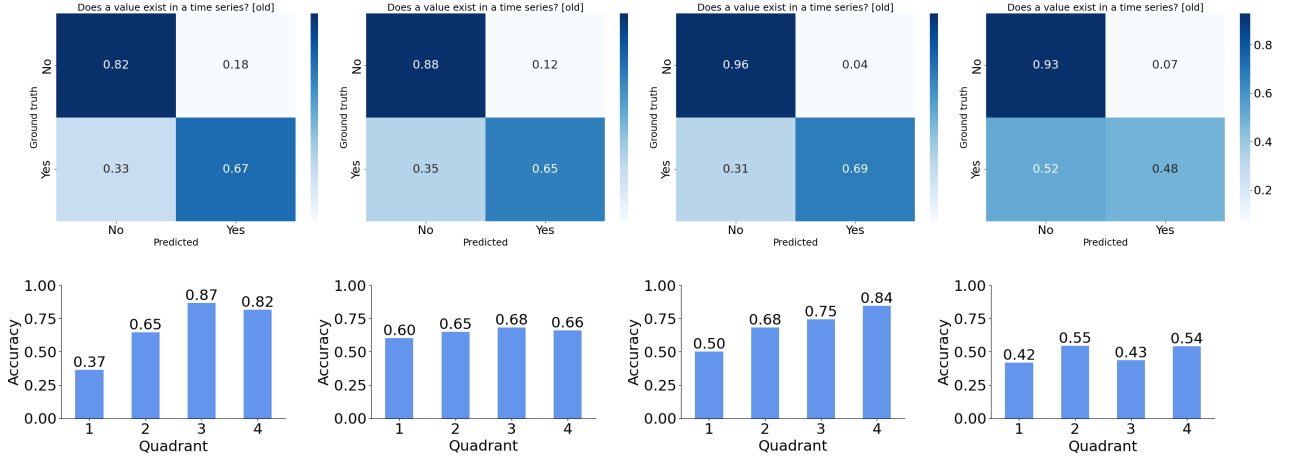 Does a value exist in a time series? [old]
No
0.82
0.18
Ground truth
Yes
0.33
0.67
No
Yes
Predicted
Does a value exist in a time series? [old]
No
0.88
0.12
Ground truth
Yes
0.35
0.65
No
Yes
Predicted
Does a value exist in a time series? [old]
No
0.96
0.04
Ground truth
Yes
0.31
0.69
No
Yes
Predicted
Does a value exist in a time series? [old]
No
0.93
0.07
Ground truth
Yes
0.52
0.48
No
Yes
Predicted
0.8
0.6
0.4
0.2
1.00
0.75
0.50
0.25
0.00
Accuracy
0.37
0.65
0.87
0.82
1
2
3
4
Quadrant
1.00
0.75
0.50
0.25
0.00
Accuracy
0.60
0.65
0.68
0.66
1
2
3
4
Quadrant
1.00
0.75
0.50
0.25
0.00
Accuracy
0.50
0.68
0.75
0.84
1
2
3
4
Quadrant
1.00
0.75
0.50
0.25
0.00
Accuracy
0.42
0.55
0.43
0.54
1
2
3
4
Quadrant